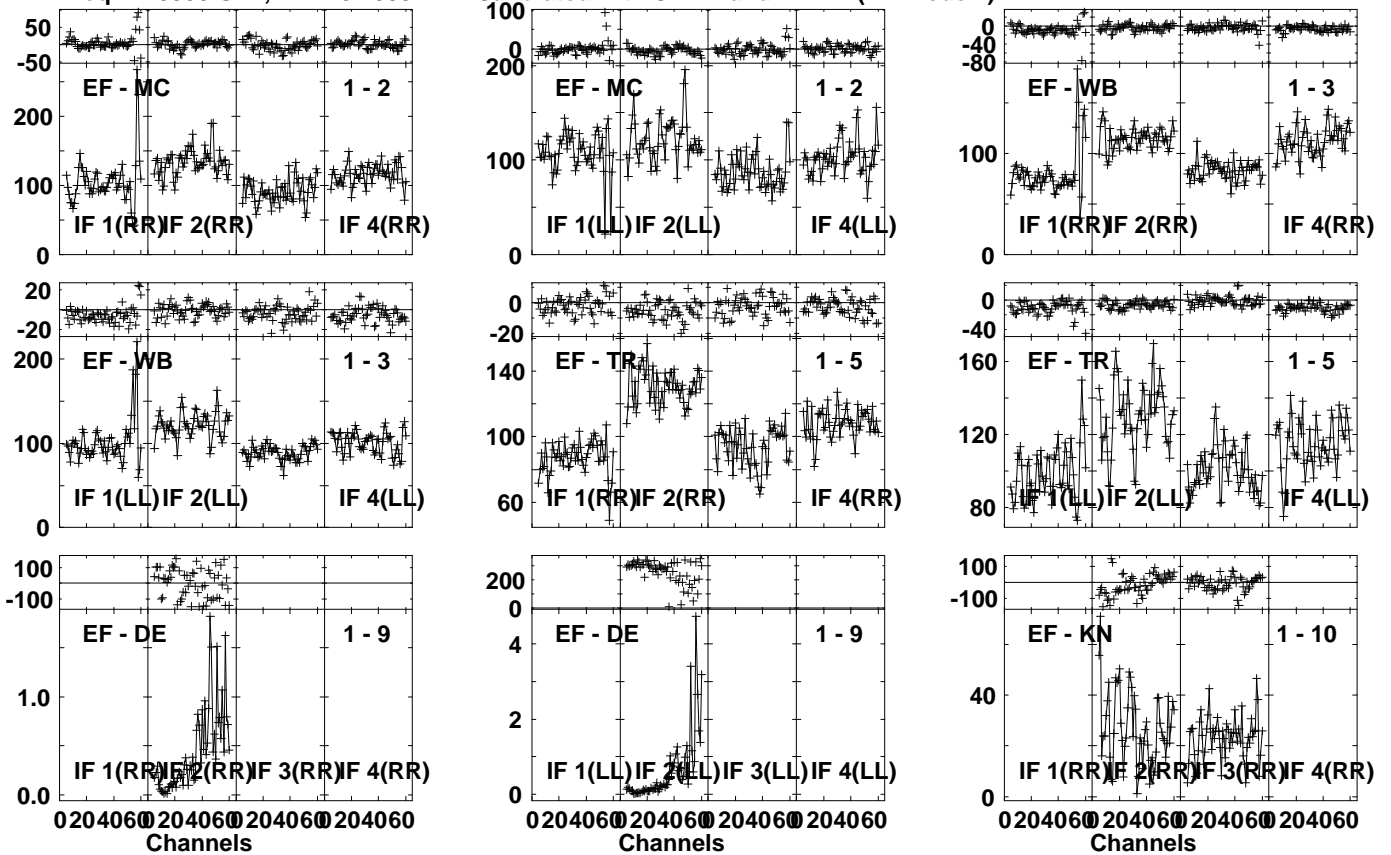 50
-50
200
100
0
EF - MC
1 - 2
IF 1(RR)
IF 2(RR)
IF 4(RR)
0
200
100
0
EF - MC
1 - 2
IF 1(LL)
IF 2(LL)
IF 4(LL)
0
-40
-80
100
0
EF - WB
1 - 3
IF 1(RR)
IF 2(RR)
IF 4(RR)
20
-20
200
100
0
EF - WB
1 - 3
IF 1(LL)
IF 2(LL)
IF 4(LL)
0
-20
140
100
60
EF - TR
1 - 5
IF 1(RR)
IF 2(RR)
IF 4(RR)
0
-40
160
120
80
EF - TR
1 - 5
IF 1(LL)
IF 2(LL)
IF 4(LL)
100
-100
1.0
0.0
EF - DE
1 - 9
IF 1(RR)
IF 2(RR)
IF 3(RR)
IF 4(RR)
0 20 40 60 0 20 40 60 0 20 40 60 0 20 40 60
Channels
200
0
4
2
0
EF - DE
1 - 9
IF 1(LL)
IF 2(LL)
IF 3(LL)
IF 4(LL)
0 20 40 60 0 20 40 60 0 20 40 60 0 20 40 60
Channels
100
-100
40
0
EF - KN
1 - 10
IF 1(RR)
IF 2(RR)
IF 3(RR)
IF 4(RR)
0 20 40 60 0 20 40 60 0 20 40 60 0 20 40 60
Channels